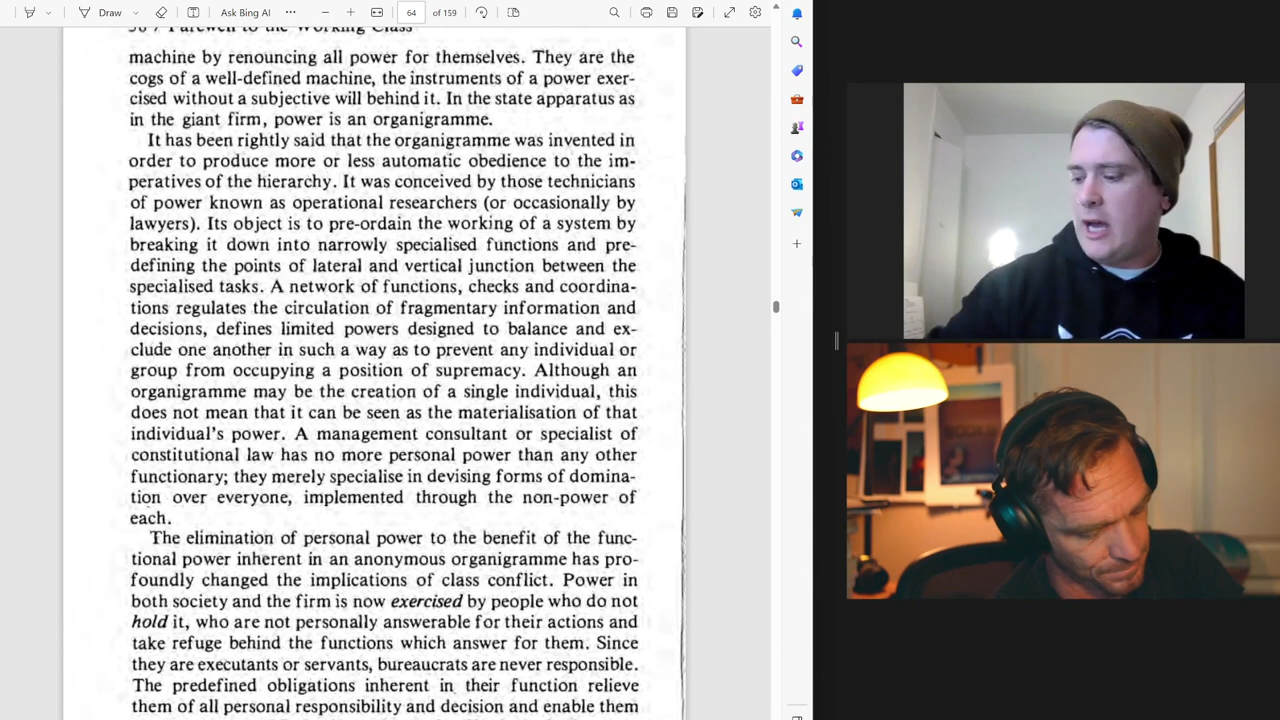 Draw
Ask Bing AI
64 of 159
58 / Farewell to the Working Class
machine by renouncing all power for themselves. They are the
cogs of a well-defined machine, the instruments of a power exer-
cised without a subjective will behind it. In the state apparatus as
in the giant firm, power is an organigramme.
It has been rightly said that the organigramme was invented in
order to produce more or less automatic obedience to the im-
peratives of the hierarchy. It was conceived by those technicians
of power known as operational researchers (or occasionally by
lawyers). Its object is to pre-ordain the working of a system by
breaking it down into narrowly specialised functions and pre-
defining the points of lateral and vertical junction between the
specialised tasks. A network of functions, checks and coordina-
tions regulates the circulation of fragmentary information and
decisions, defines limited powers designed to balance and ex-
clude one another in such a way as to prevent any individual or
group from occupying a position of supremacy. Although an
organigramme may be the creation of a single individual, this
does not mean that it can be seen as the materialisation of that
individual's power. A management consultant or specialist of
constitutional law has no more personal power than any other
functionary; they merely specialise in devising forms of domina-
tion over everyone, implemented through the non-power of
each.
The elimination of personal power to the benefit of the func-
tional power inherent in an anonymous organigramme has pro-
foundly changed the implications of class conflict. Power in
both society and the firm is now exercised by people who do not
hold it, who are not personally answerable for their actions and
take refuge behind the functions which answer for them. Since
they are executants or servants, bureaucrats are never responsible.
The predefined obligations inherent in their function relieve
them of all personal responsibility and decision and enable them